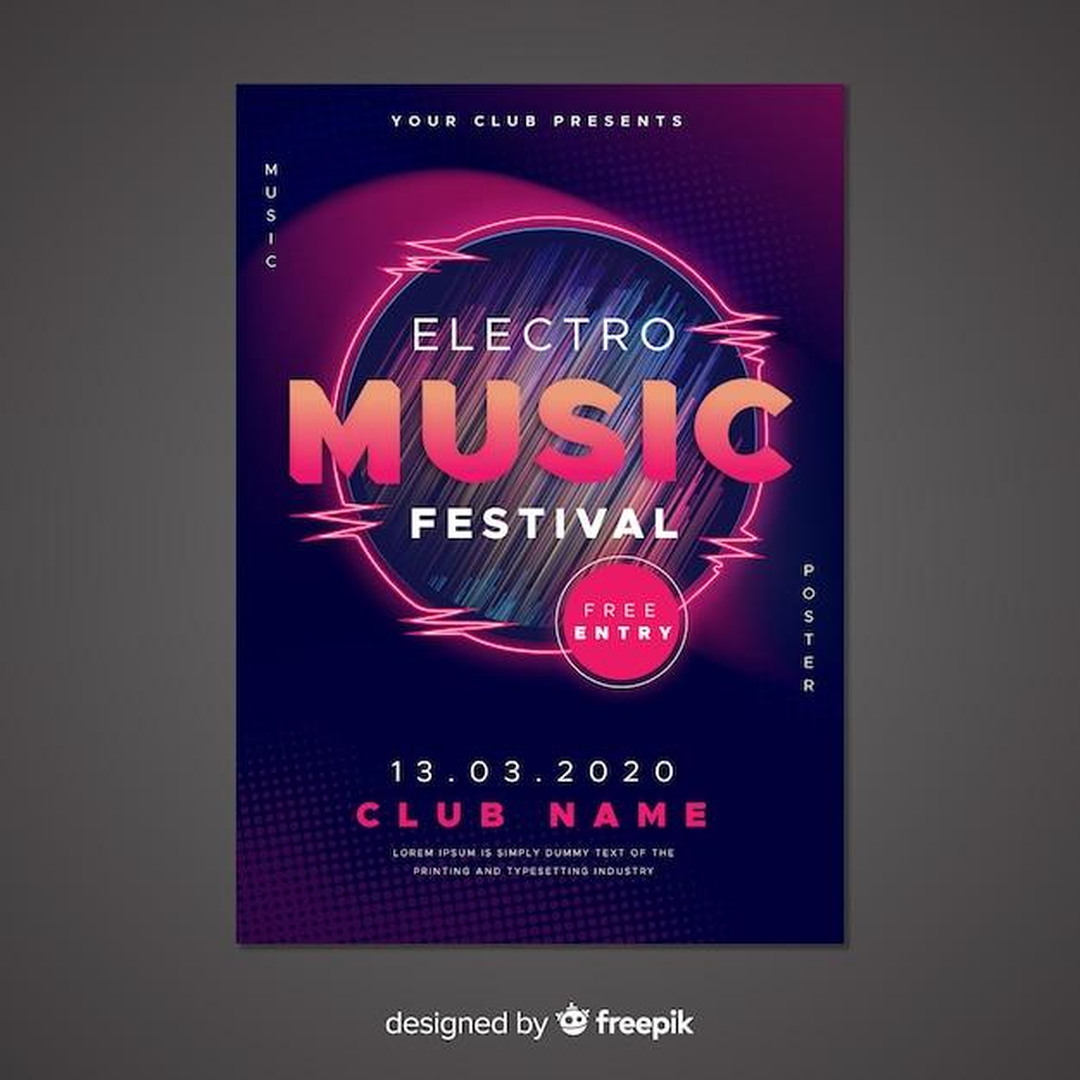 YOUR CLUB PRESENTS
MUSIC
ELECTRO
MUSIC
FESTIVAL
FREE
ENTRY
POSTER
13.03.2020
CLUB NAME
LOREM IPSUM IS SIMPLY DUMMY TEXT OF THE
PRINTING AND TYPESETTING INDUSTRY
designed by freepik